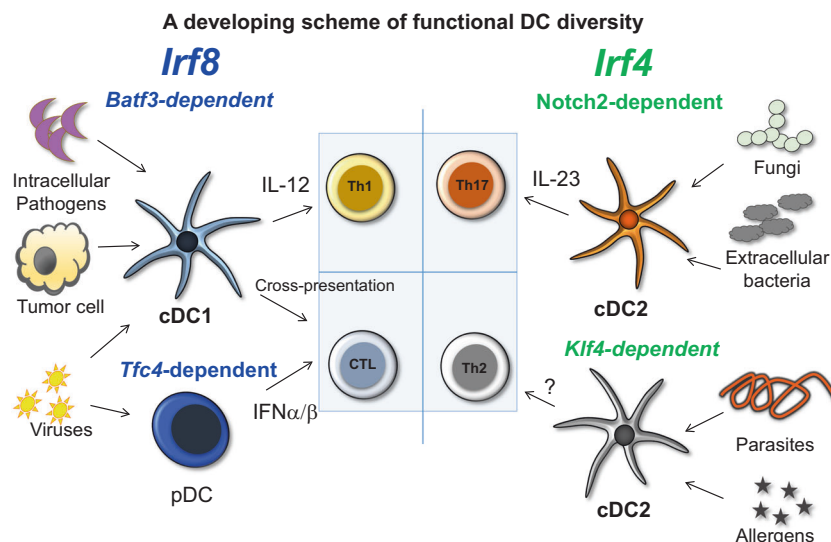 A developing scheme of functional DC diversity
Irf8
Batf3-dependent
Irf4
Notch2-dependent
Intracellular
Pathogens
IL-12
Th1
Th17
IL-23
Fungi
Tumor cell
cDC1
Cross-presentation
cDC2
Extracellular
bacteria
Tfc4-dependent
CTL
Th2
Klf4-dependent
?
Viruses
IFNα/β
pDC
Parasites
cDC2
Allergens